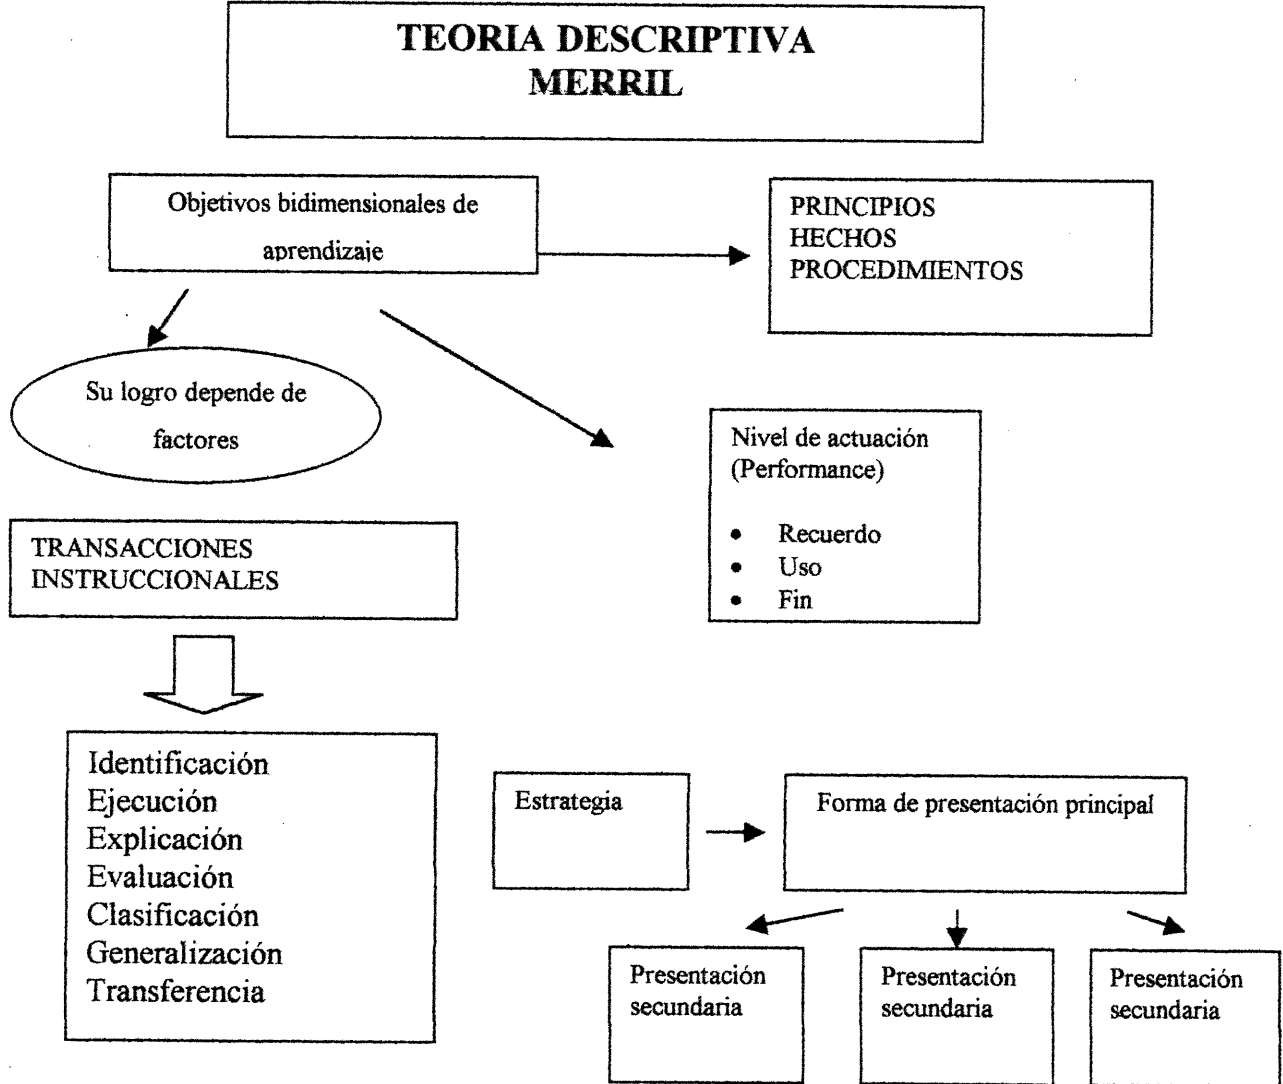 TEORIA DESCRIPTIVA
MERRIL
Objetivos bidimensionales de
aprendizaje
PRINCIPIOS
HECHOS
PROCEDIMIENTOS
Su logro depende de
factores
Nivel de actuación
(Performance)
• Recuerdo
• Uso
• Fin
TRANSACCIONES
INSTRUCCIONALES
Identificación
Ejecución
Explicación
Evaluación
Clasificación
Generalización
Transferencia
Estrategia
Forma de presentación principal
Presentación
secundaria
Presentación
secundaria
Presentación
secundaria